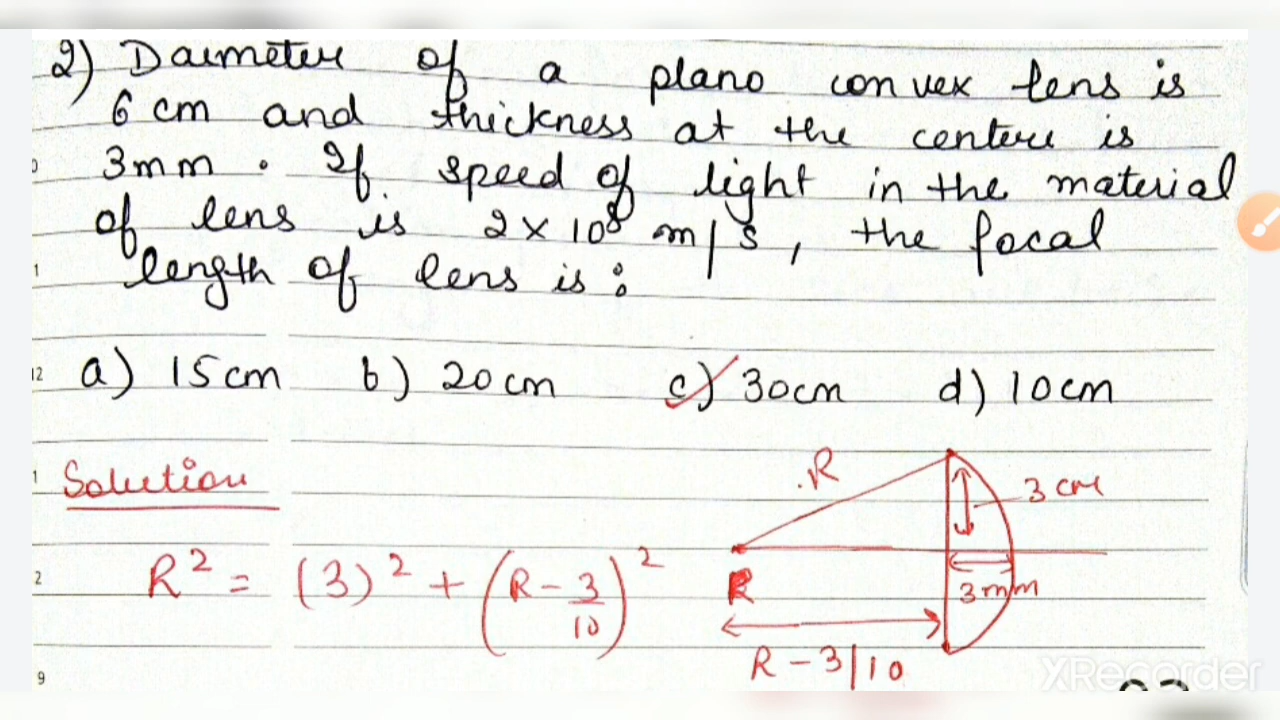 2) Daimeter of a plano convex lens is
6 cm and thickness at the centere is
3mm. If speed of light in the material
of lens is 2 × 10⁸ m/s, the focal
length of lens is :
a) 15cm b) 20cm c) 30cm d) 10cm
Solution
R² = (3)² + (R - 3/10)²
R
3 cm
3mm
R
R - 3/10
XRecorder